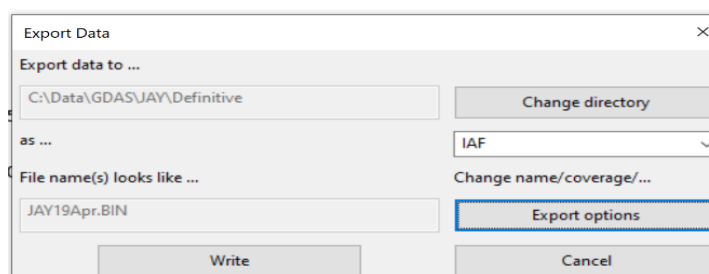 Export Data
Export data to ...
C:\Data\GDAS\JAY\Definitive
Change directory
as ...
IAF
File name(s) looks like ...
Change name/coverage/...
JAY19Apr.BIN
Export options
Write
Cancel